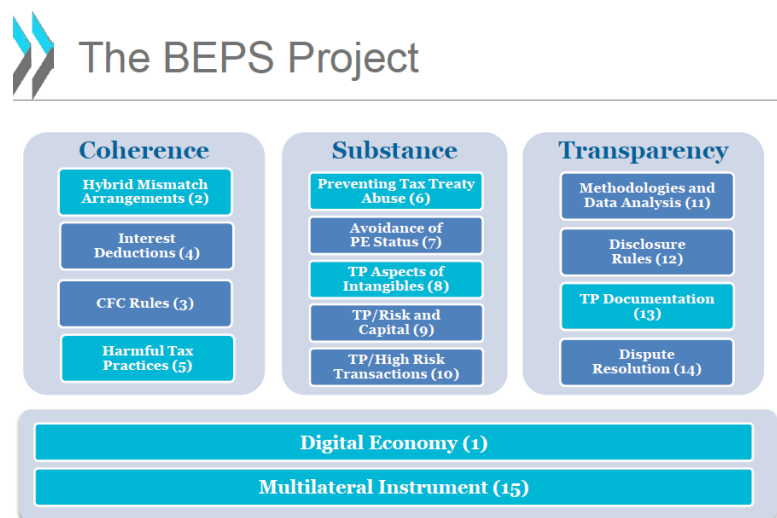 The BEPS Project
Coherence
Hybrid Mismatch
Arrangements (2)
Interest
Deductions (4)
CFC Rules (3)
Harmful Tax
Practices (5)
Substance
Preventing Tax Treaty
Abuse (6)
Avoidance of
PE Status (7)
TP Aspects of
Intangibles (8)
TP/Risk and
Capital (9)
TP/High Risk
Transactions (10)
Transparency
Methodologies and
Data Analysis (11)
Disclosure
Rules (12)
TP Documentation
(13)
Dispute
Resolution (14)
Digital Economy (1)
Multilateral Instrument (15)